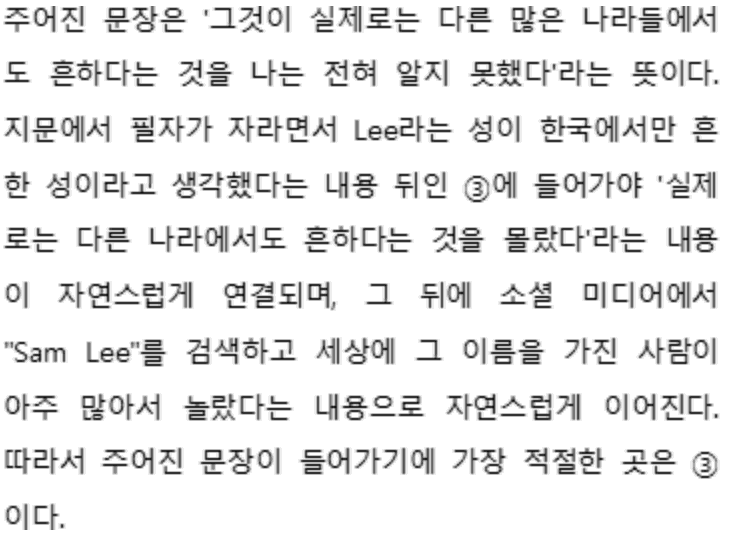 주어진 문장은 '그것이 실제로는 다른 많은 나라들에서
도 흔하다는 것을 나는 전혀 알지 못했다'라는 뜻이다.
지문에서 필자가 자라면서 Lee라는 성이 한국에서만 흔
한 성이라고 생각했다는 내용 뒤인 ③에 들어가야 '실제
로는 다른 나라에서도 흔하다는 것을 몰랐다'라는 내용
이 자연스럽게 연결되며, 그 뒤에 소셜 미디어에서
"Sam Lee"를 검색하고 세상에 그 이름을 가진 사람이
아주 많아서 놀랐다는 내용으로 자연스럽게 이어진다.
따라서 주어진 문장이 들어가기에 가장 적절한 곳은 ③
이다.